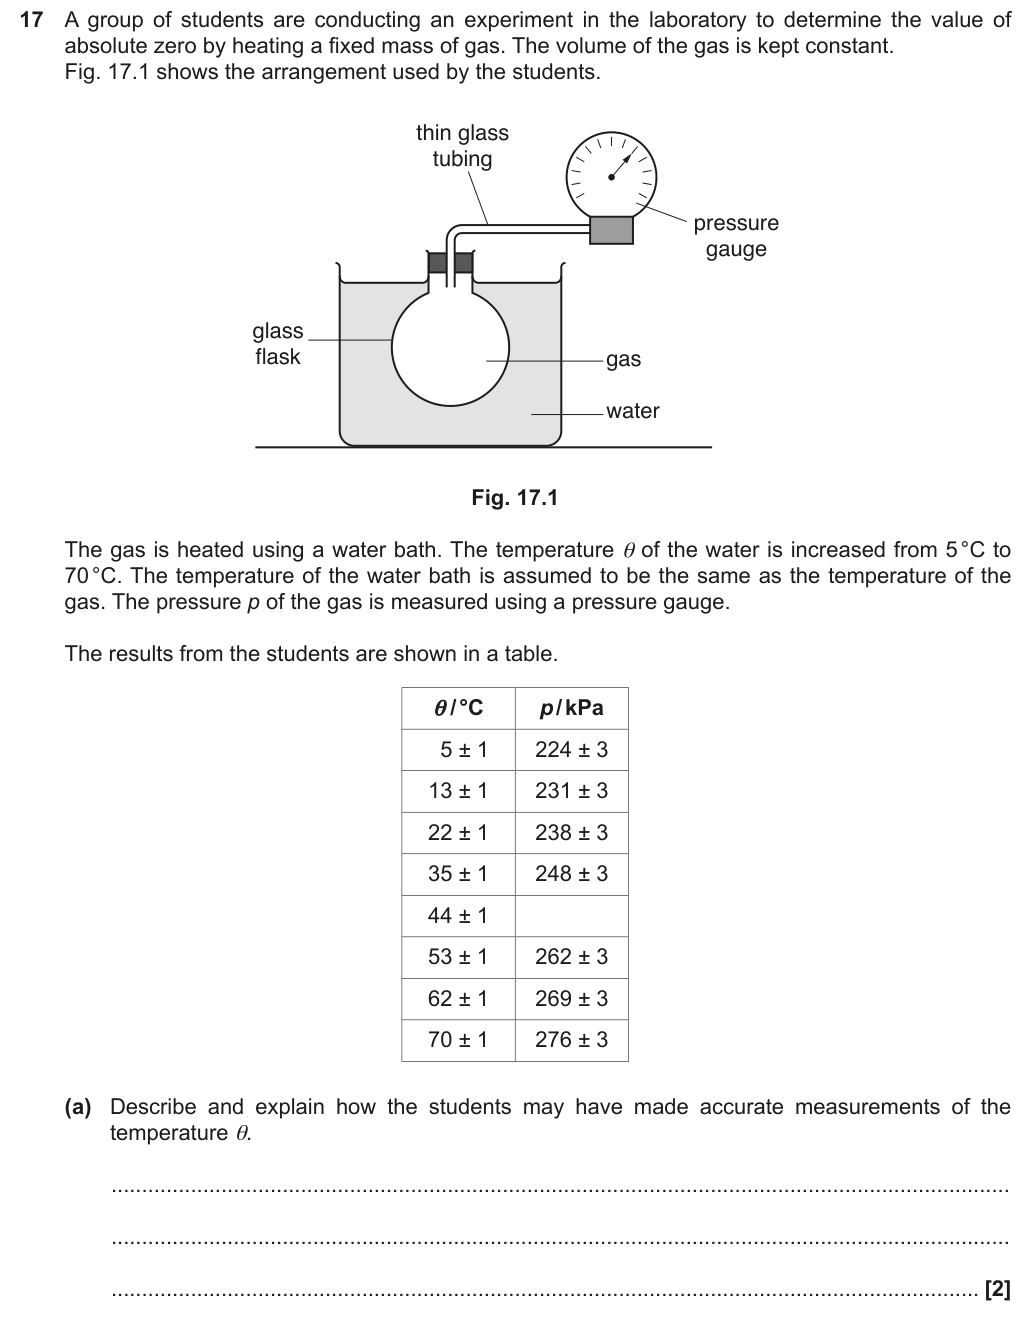 17 A group of students are conducting an experiment in the laboratory to determine the value of
absolute zero by heating a fixed mass of gas. The volume of the gas is kept constant.
Fig. 17.1 shows the arrangement used by the students.
thin glass
tubing
pressure
gauge
glass
flask
gas
water
Fig. 17.1
The gas is heated using a water bath. The temperature θ of the water is increased from 5 °C to
70 °C. The temperature of the water bath is assumed to be the same as the temperature of the
gas. The pressure p of the gas is measured using a pressure gauge.
The results from the students are shown in a table.
θ / °C p / kPa
5 ± 1 224 ± 3
13 ± 1 231 ± 3
22 ± 1 238 ± 3
35 ± 1 248 ± 3
44 ± 1
53 ± 1 262 ± 3
62 ± 1 269 ± 3
70 ± 1 276 ± 3
(a) Describe and explain how the students may have made accurate measurements of the
temperature θ.
[2]